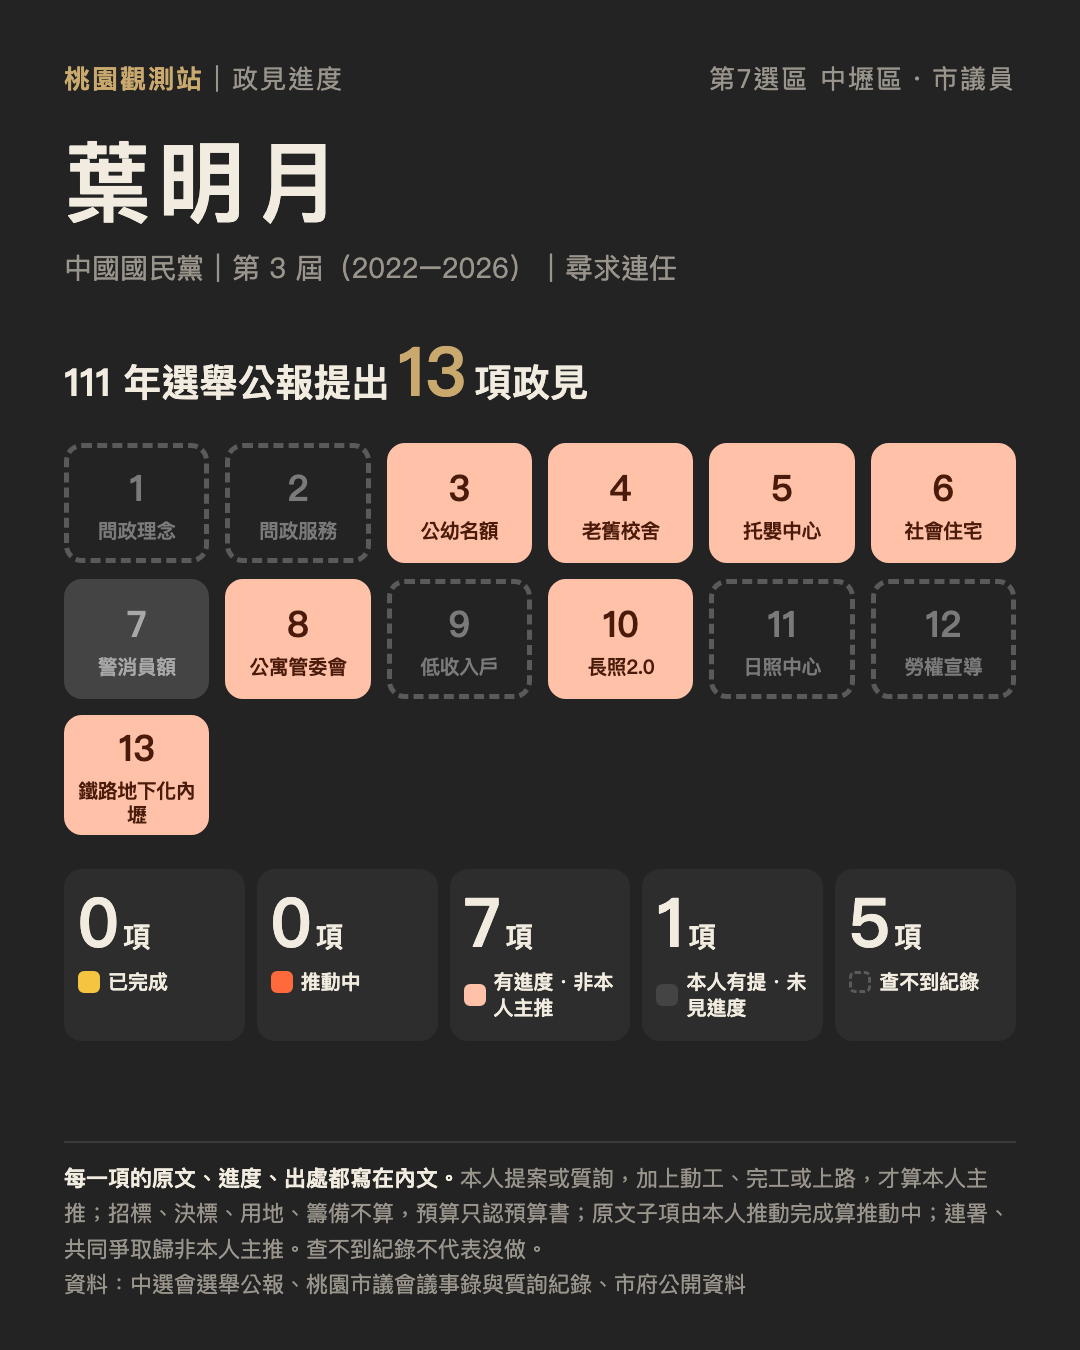 桃園觀測站｜政見進度
第7選區 中壢區・市議員
葉明月
中國國民黨｜第 3 屆（2022—2026）｜尋求連任
111 年選舉公報提出 13 項政見
1
問政理念
2
問政服務
3
公幼名額
4
老舊校舍
5
托嬰中心
6
社會住宅
7
警消員額
8
公寓管委會
9
低收入戶
10
長照2.0
11
日照中心
12
勞權宣導
13
鐵路地下化內
壢
0項
已完成
0項
推動中
7項
有進度・非本
人主推
1項
本人有提・未
見進度
5項
查不到紀錄
每一項的原文、進度、出處都寫在內文。本人提案或質詢，加上動工、完工或上路，才算本人主
推；招標、決標、用地、籌備不算，預算只認預算書；原文子項由本人推動完成算推動中；連署、
共同爭取歸非本人主推。查不到紀錄不代表沒做。
資料：中選會選舉公報、桃園市議會議事錄與質詢紀錄、市府公開資料